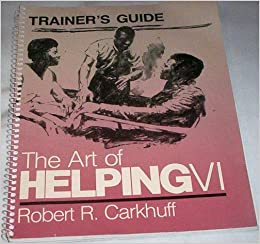 TRAINER'S GUIDE
The Art of
HELPING VI
Robert R. Carkhuff